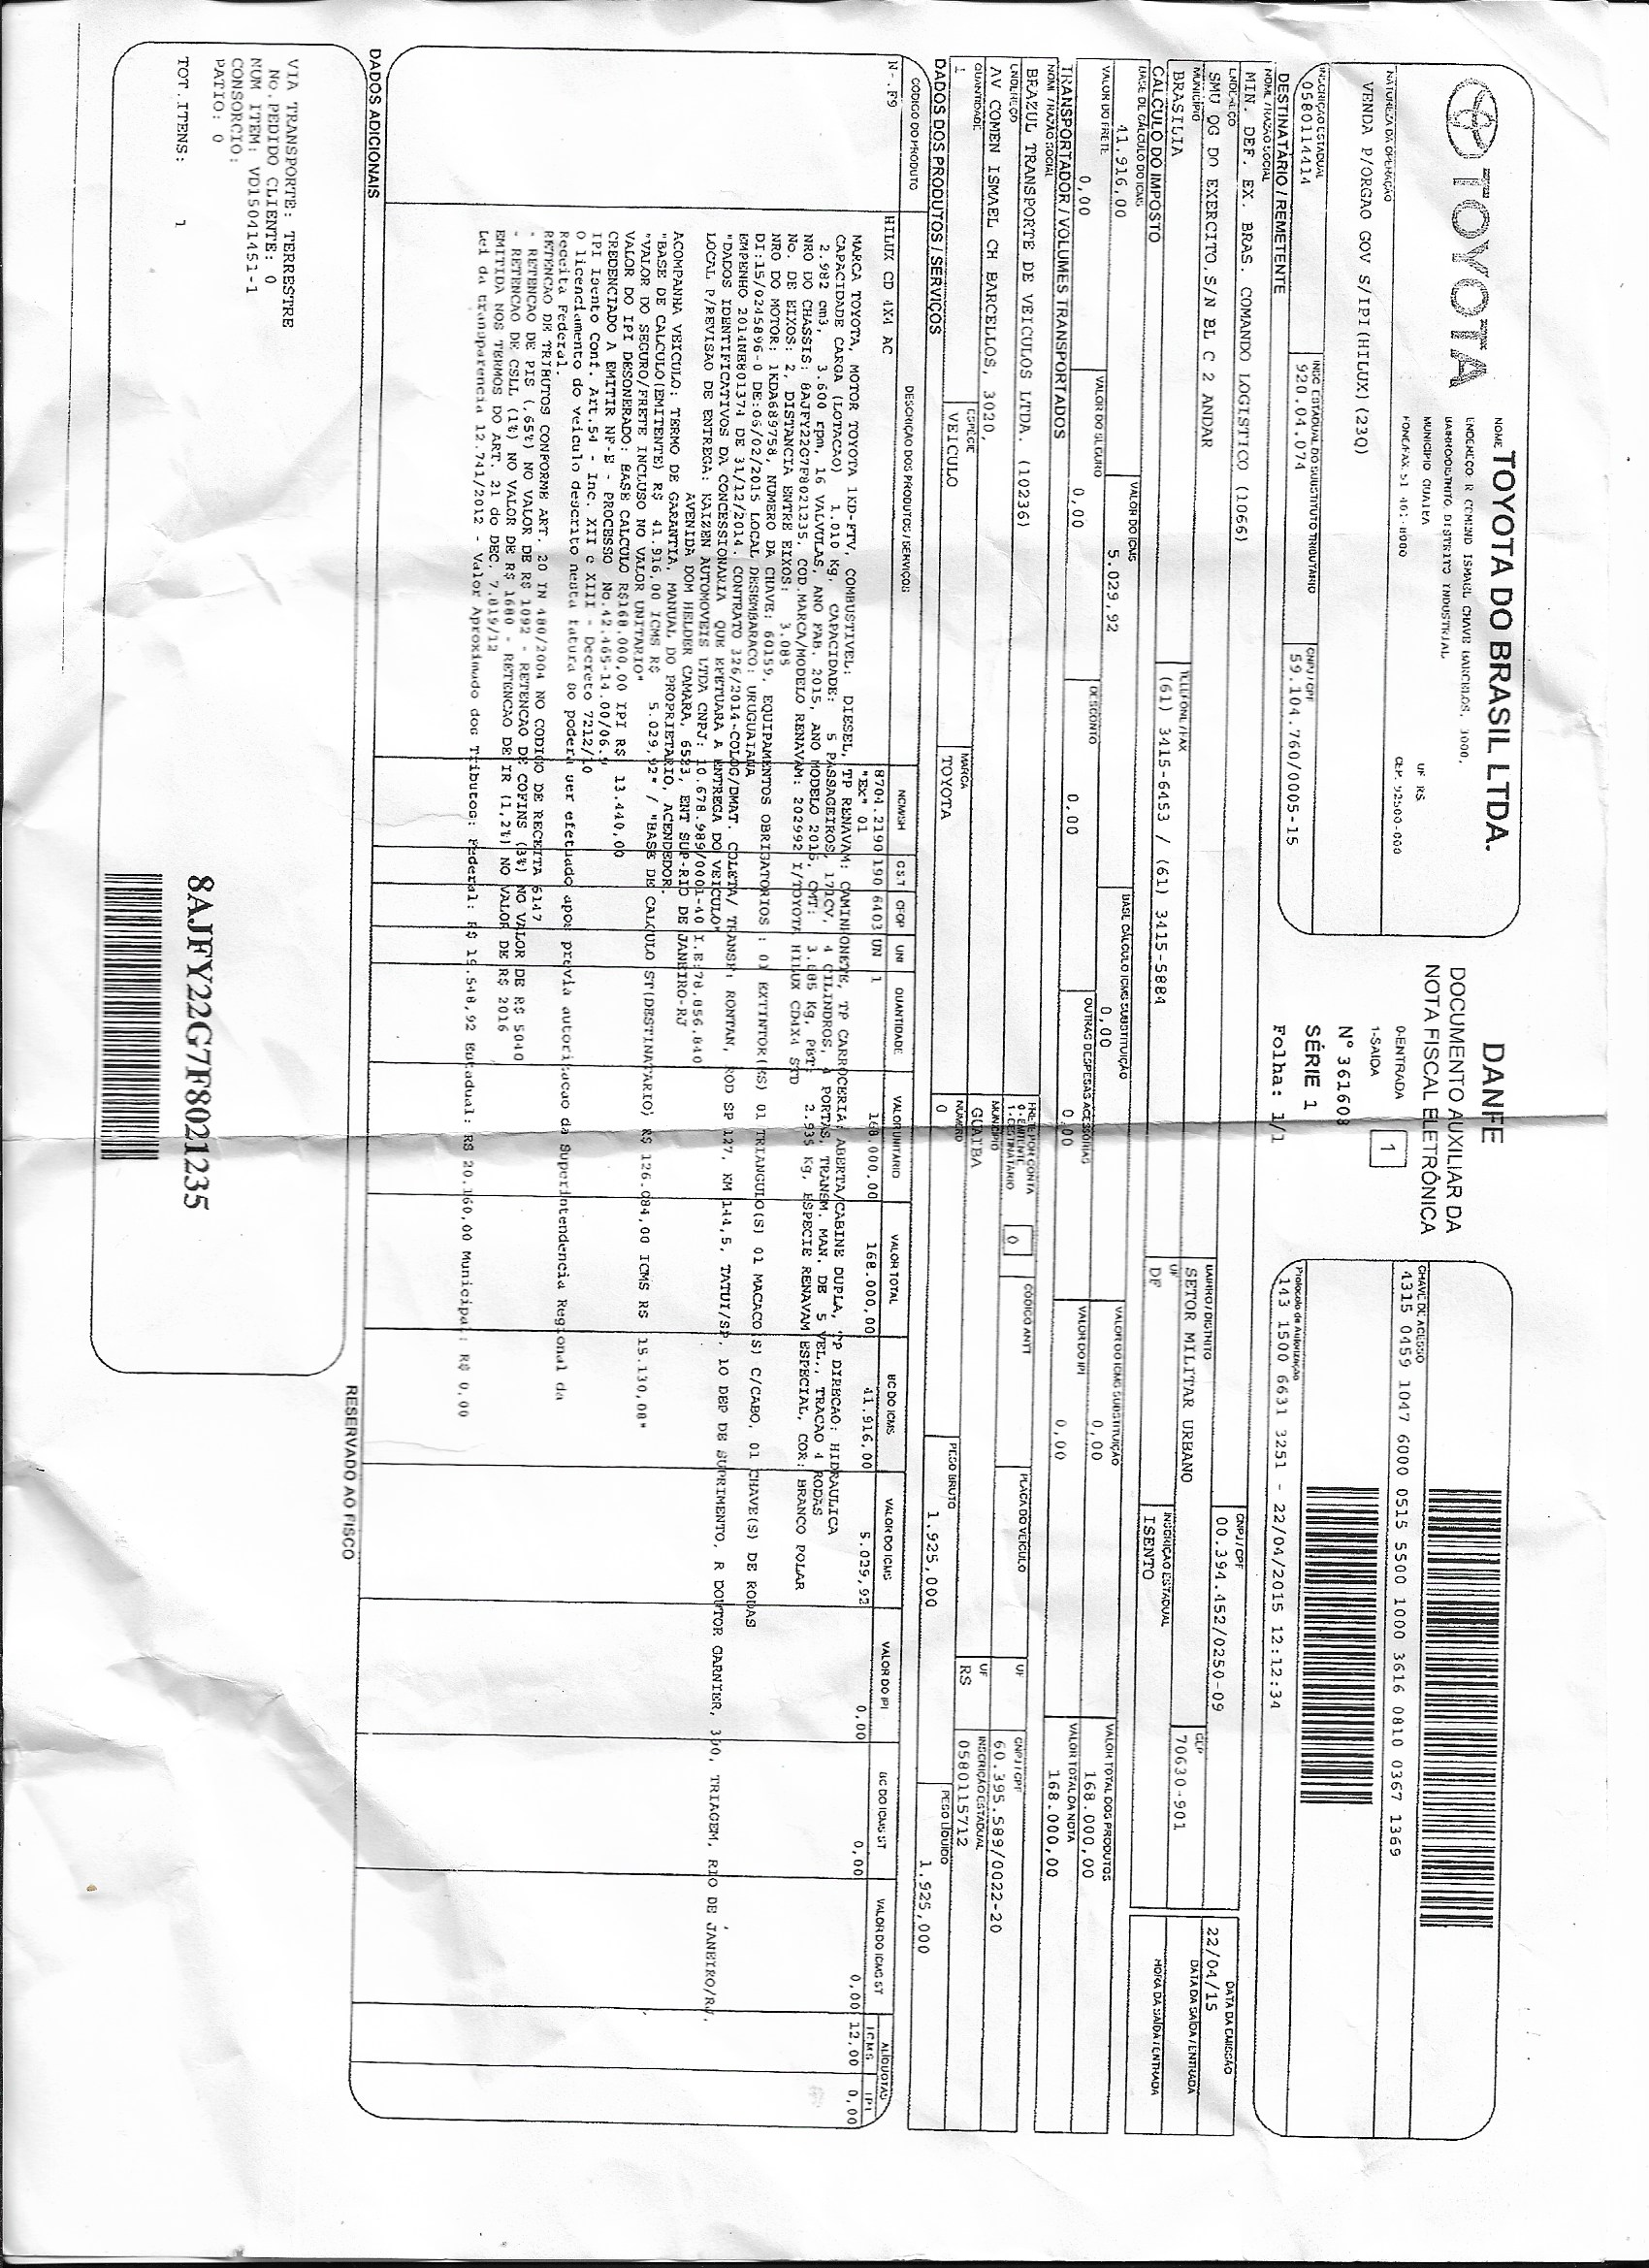 TOYOTA
NOME TOYOTA DO BRASIL LTDA.
ENDEREÇO: R COMEND ISMAEL CHAVE BARCELOS, 3000,
BAIRRO/DISTRITO. DISTRITO INDUSTRIAL
MUNICIPIO GUAIBA UF RS
FONE/FAX. 51 401-8000 CEP. 92500-000
NATUREZA DA OPERAÇÃO
VENDA P/ORGAO GOV S/IPI(HILUX)(23Q)
INSCRIÇÃO ESTADUAL
0580114414
INSC ESTADUAL DO SUBSTITUTO TRIBUTÁRIO
920.04.074
CNPJ / CPF
59.104.760/0005-15
DANFE
DOCUMENTO AUXILIAR DA
NOTA FISCAL ELETRÔNICA
0-ENTRADA
1-SAÍDA
1
Nº 361608
SÉRIE 1
Folha: 1/1
CHAVE DE ACESSO
4315 0459 1047 6000 0515 5500 1000 3616 0810 0367 1369
Protocolo de Autorização
143 1500 6631 3251 - 22/04/2015 12:12:34
DESTINATÁRIO / REMETENTE
NOME / RAZÃO SOCIAL
MIN. DEF. EX. BRAS. COMANDO LOGISTICO (1066)
CNPJ / CPF
00.394.452/0250-09
DATA DA EMISSÃO
22/04/15
ENDEREÇO
SMU QG DO EXERCITO,S/N BL C 2 ANDAR
BAIRRO / DISTRITO
SETOR MILITAR URBANO
CEP
70630-901
DATA DA SAÍDA / ENTRADA
MUNICÍPIO
BRASILIA
TELEFONE / FAX
(61) 3415-6453 / (61) 3415-5884
UF
DF
INSCRIÇÃO ESTADUAL
ISENTO
HORA DA SAÍDA / ENTRADA
CÁLCULO DO IMPOSTO
BASE DE CÁLCULO DO ICMS
41.916,00
VALOR DO ICMS
5.029,92
BASE CÁLCULO ICMS SUBSTITUIÇÃO
0,00
VALOR DO ICMS SUBSTITUIÇÃO
0,00
VALOR TOTAL DOS PRODUTOS
168.000,00
VALOR DO FRETE
0,00
VALOR DO SEGURO
0,00
DESCONTO
0,00
OUTRAS DESPESAS ACESSÓRIAS
0,00
VALOR DO IPI
0,00
VALOR TOTAL DA NOTA
168.000,00
TRANSPORTADOR / VOLUMES TRANSPORTADOS
NOME / RAZÃO SOCIAL
BRAZUL TRANSPORTE DE VEICULOS LTDA. (10236)
FRETE POR CONTA
0 - EMITENTE
1 - DESTINATÁRIO
0
CÓDIGO ANTT
PLACA DO VEÍCULO
UF
CNPJ / CPF
60.395.589/0022-20
ENDEREÇO
AV COMEN ISMAEL CH BARCELLOS, 3020,
MUNICÍPIO
GUAIBA
UF
RS
INSCRIÇÃO ESTADUAL
0580115712
QUANTIDADE
1
ESPÉCIE
VEICULO
MARCA
TOYOTA
NÚMERO
0
PESO BRUTO
1.925,000
PESO LÍQUIDO
1.925,000
DADOS DOS PRODUTOS / SERVIÇOS
CÓDIGO DO PRODUTO DESCRIÇÃO DOS PRODUTOS / SERVIÇOS NCM/SH C.S.T CFOP UNI QUANTIDADE VALOR UNITÁRIO VALOR TOTAL BC DO ICMS VALOR DO ICMS VALOR DO IPI BC DO ICMS ST VALOR DO ICMS ST ALÍQUOTAS ICMS IPI
N-.F9 HILUX CD 4X4 AC 8704.2190 190 6403 UN 1 168.000,00 168.000,00 41.916,00 5.029,92 0,00 0,00 0,00 12,00 0,00
"Ex" 01
MARCA TOYOTA, MOTOR TOYOTA 1KD-FTV, COMBUSTIVEL: DIESEL, TP RENAVAM: CAMINHONETE, TP CARROCERIA: ABERTA/CABINE DUPLA, TP DIRECAO: HIDRAULICA
CAPACIDADE CARGA (LOTACAO) 1.010 Kg, CAPACIDADE: 5 PASSAGEIROS, 171CV, 4 CILINDROS, 4 PORTAS, TRANSM. MAN. DE 5 VEL., TRACAO 4 RODAS
2.982 cm3, 3.600 rpm, 16 VALVULAS, ANO FAB. 2015, ANO MODELO 2015, CMT: Kg, PBT: 2.935 Kg, ESPECIE RENAVAM ESPECIAL, COR: BRANCO POLAR
NRO DO CHASSIS: 8AJFY22G7F8021235, COD.MARCA/MODELO RENAVAM: 202992 I/TOYOTA HILUX CD4X4 STD
No. DE EIXOS: 2, DISTANCIA ENTRE EIXOS: 3.085
NRO DO MOTOR: 1KDA689758, NUMERO DA CHAVE: 60159, EQUIPAMENTOS OBRIGATORIOS : 01 EXTINTOR(ES) 01 TRIANGULO(S) 01 MACACO(S) C/CABO, 01 CHAVE(S) DE RODAS
DI:15/0245896-0 DE:06/02/2015 LOCAL DESEMBARACO: URUGUAIANA
EMPENHO 2014NE801374 DE 31/12/2014. CONTRATO 326/2014-COLOG/DMAT. COLETA/ TRANSF: RONTAN, ROD SP 127, KM 144,5, TATUI/SP. 1O DEP DE SUPRIMENTO, R DOUTOR GARNIER, 390, TRIAGEM, RIO DE JANEIRO/RJ.
"DADOS IDENTIFICATIVOS DA CONCESSIONARIA QUE EFETUARA A ENTREGA DO VEICULO"
LOCAL P/REVISAO DE ENTREGA: KAIZEN AUTOMOVEIS LTDA CNPJ: 10.678.989/0001-40 I.E:78.856.840
AVENIDA DOM HELDER CAMARA, 6523, ENT SUP-RIO DE JANEIRO-RJ
ACOMPANHA VEICULO: TERMO DE GARANTIA, MANUAL DO PROPRIETARIO, ACENDEDOR.
"BASE DE CALCULO(EMITENTE) R$ 41.916,00 ICMS R$ 5.029,92" / "BASE DE CALCULO ST(DESTINATARIO) R$ 126.084,00 ICMS R$ 15.130,08"
"VALOR DO SEGURO/FRETE INCLUSO NO VALOR UNITARIO"
VALOR DO IPI DESONERADO: BASE CALCULO R$168.000,00 IPI R$ 13.440,00
CREDENCIADO A EMITIR NF-E - PROCESSO No.42.465-14.00/06.9
IPI Isento Conf. Art.54 - Inc. XII e XIII - Decreto 7212/10
O licenciamento do veiculo descrito nesta fatura so podera ser efetuado apos previa autorizacao da Superintendencia Regional da
Receita Federal.
RETENCAO DE TRIBUTOS CONFORME ART. 20 IN 480/2004 NO CODIGO DE RECEITA 6147
- RETENCAO DE PIS (,65%) NO VALOR DE R$ 1092 - RETENCAO DE COFINS (3%) NO VALOR DE R$ 5040
- RETENCAO DE CSLL (1%) NO VALOR DE R$ 1680 - RETENCAO DE IR (1,2%) NO VALOR DE R$ 2016
EMITIDA NOS TERMOS DO ART. 21 do DEC. 7.819/12
Lei da transparencia 12.741/2012 - Valor Aproximado dos Tributos: Federal: R$ 19.548,92 Estadual: R$ 20.160,00 Municipal: R$ 0,00
DADOS ADICIONAIS
RESERVADO AO FISCO
VIA TRANSPORTE: TERRESTRE
No.PEDIDO CLIENTE: 0
NUM ITEM: VD15041451-1
CONSORCIO:
PATIO: 0
TOT.ITENS: 1
8AJFY22G7F8021235